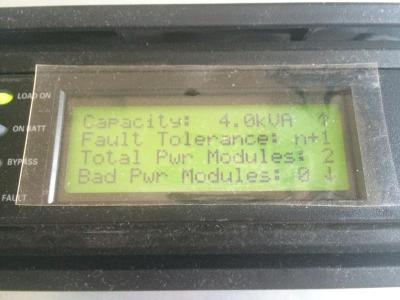 LOAD ON
ON BATT
BYPASS
FAULT
Capacity: 4.0kVA ↑
Fault Tolerance: n+1
Total Pwr Modules: 2
Bad Pwr Modules: 0 ↓